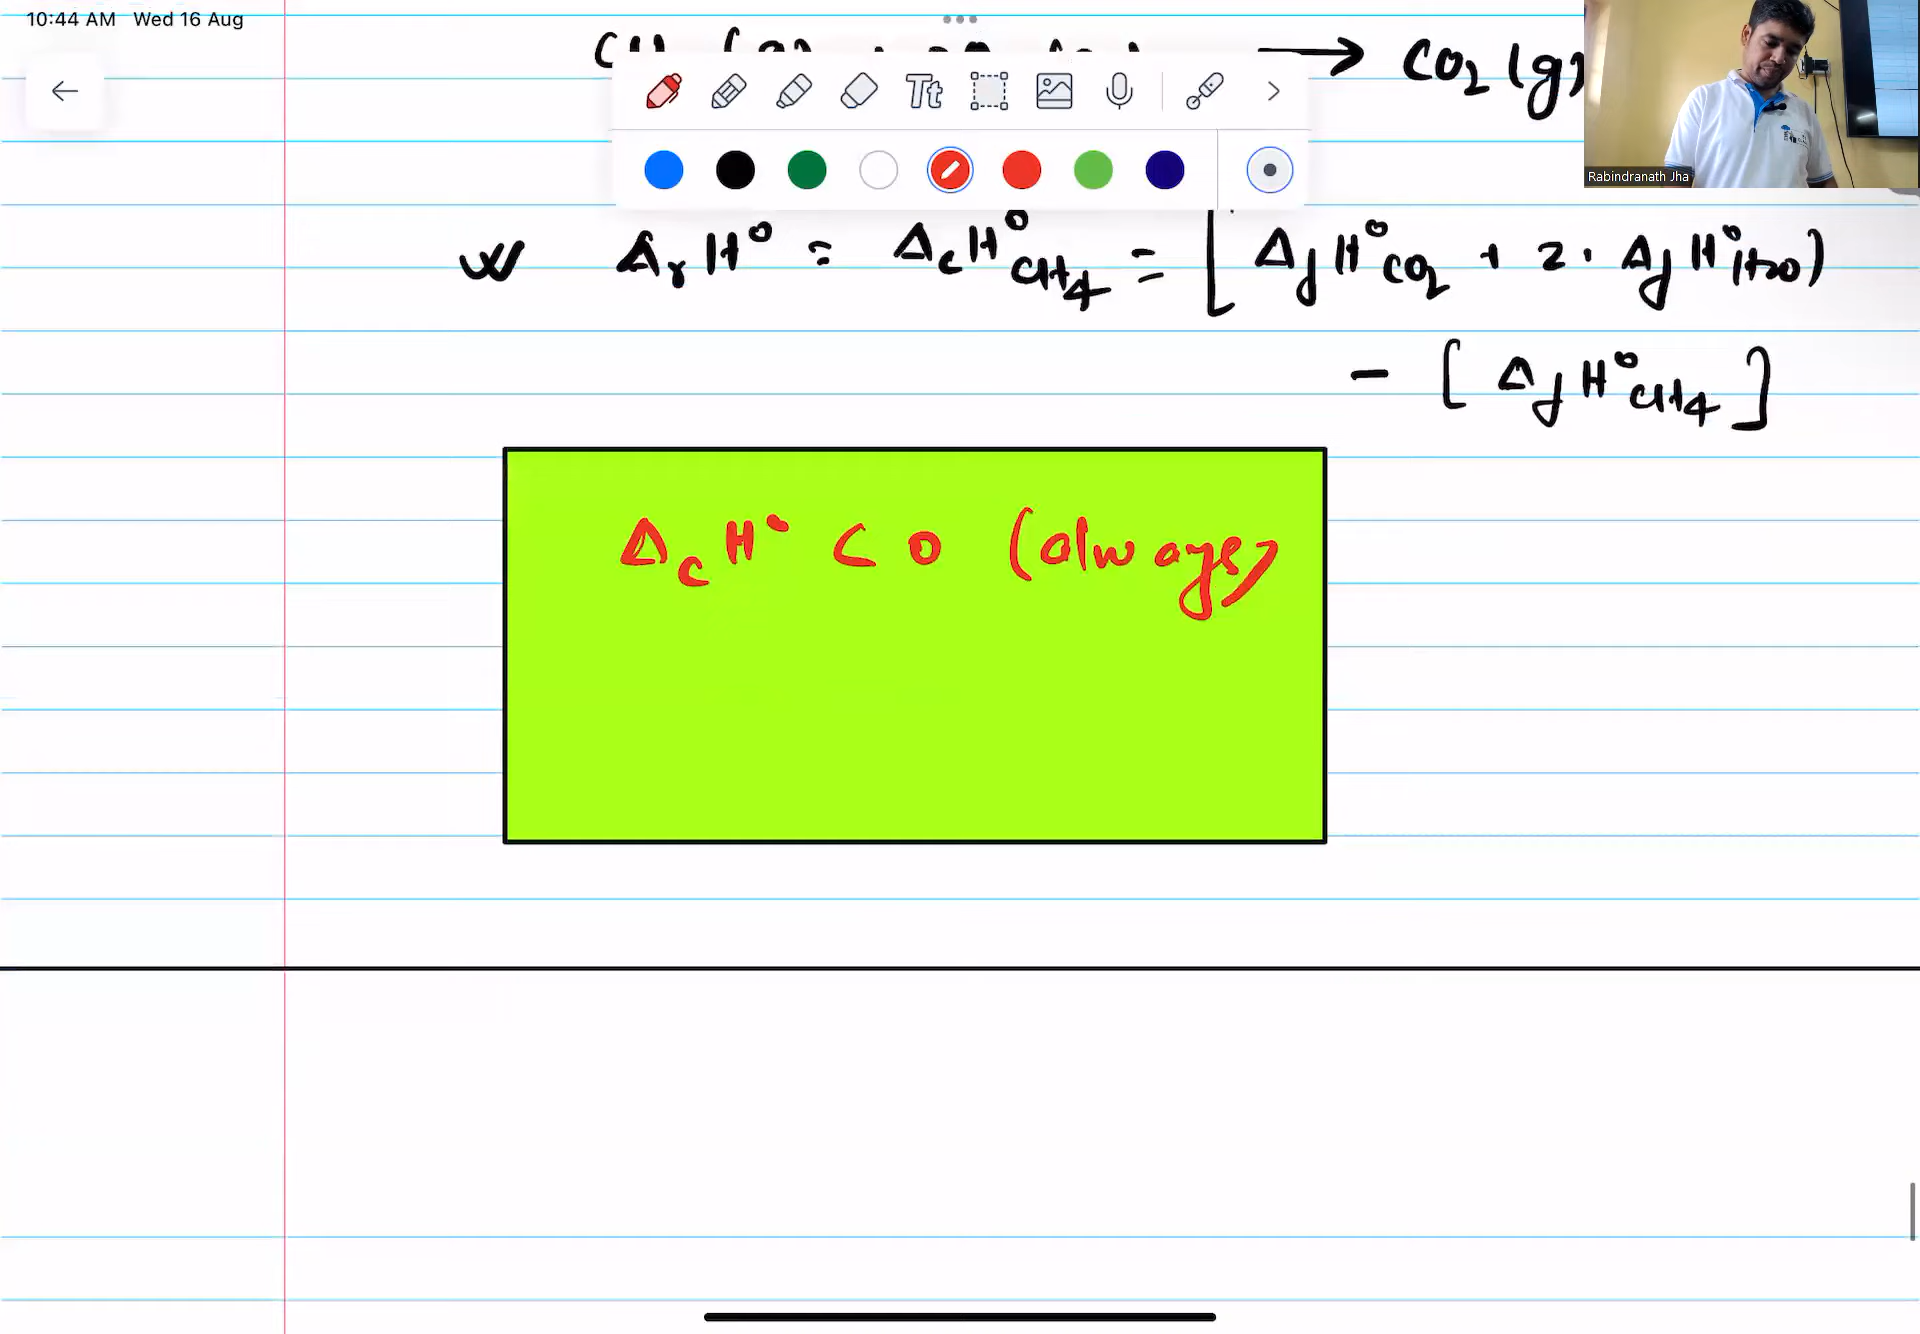 10:44 AM Wed 16 Aug
⟶ CO₂ (g)
Tt
Rabindranath Jha
ΔrH° = ΔcH°CH₄ = [ΔfH°CO₂ + 2 · ΔfH°H₂O)
- [ΔfH°CH₄]
ΔcH° < 0 (always)